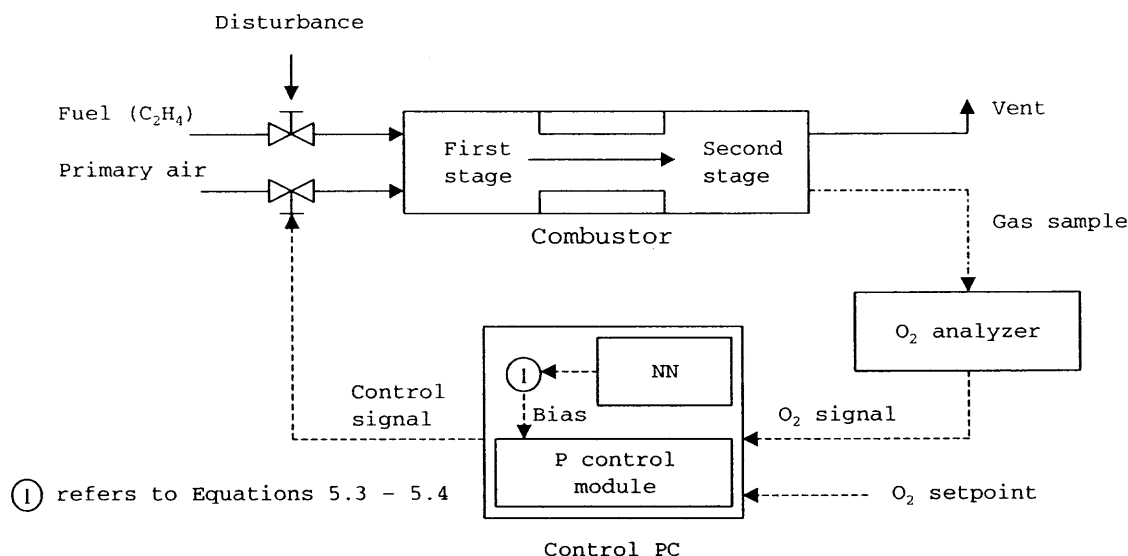 Disturbance
Fuel (C₂H₄)
Vent
First stage
Second stage
Primary air
Combustor
Gas sample
O₂ analyzer
NN
1
Control signal
Bias
O₂ signal
P control module
① refers to Equations 5.3 – 5.4
O₂ setpoint
Control PC